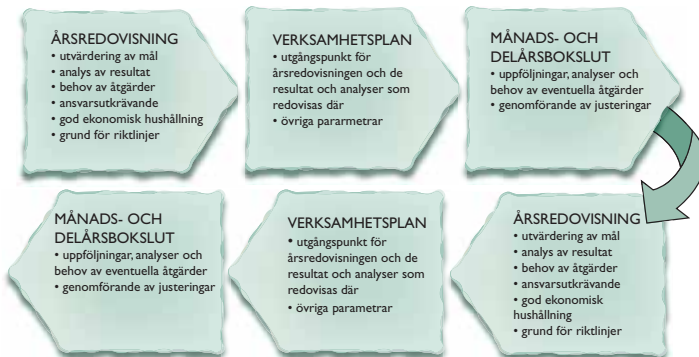 ÅRSREDOVISNING
• utvärdering av mål
• analys av resultat
• behov av åtgärder
• ansvarsutkrävande
• god ekonomisk hushållning
• grund för riktlinjer
VERKSAMHETSPLAN
• utgångspunkt för
årsredovisningen och de
resultat och analyser som
redovisas där
• övriga pararmetrar
MÅNADS- OCH
DELÅRSBOKSLUT
• uppföljningar, analyser och
behov av eventuella åtgärder
• genomförande av justeringar
MÅNADS- OCH
DELÅRSBOKSLUT
• uppföljningar, analyser och
behov av eventuella åtgärder
• genomförande av justeringar
VERKSAMHETSPLAN
• utgångspunkt för
årsredovisningen och de
resultat och analyser som
redovisas där
• övriga parametrar
ÅRSREDOVISNING
• utvärdering av mål
• analys av resultat
• behov av åtgärder
• ansvarsutkrävande
• god ekonomisk
hushållning
• grund för riktlinjer